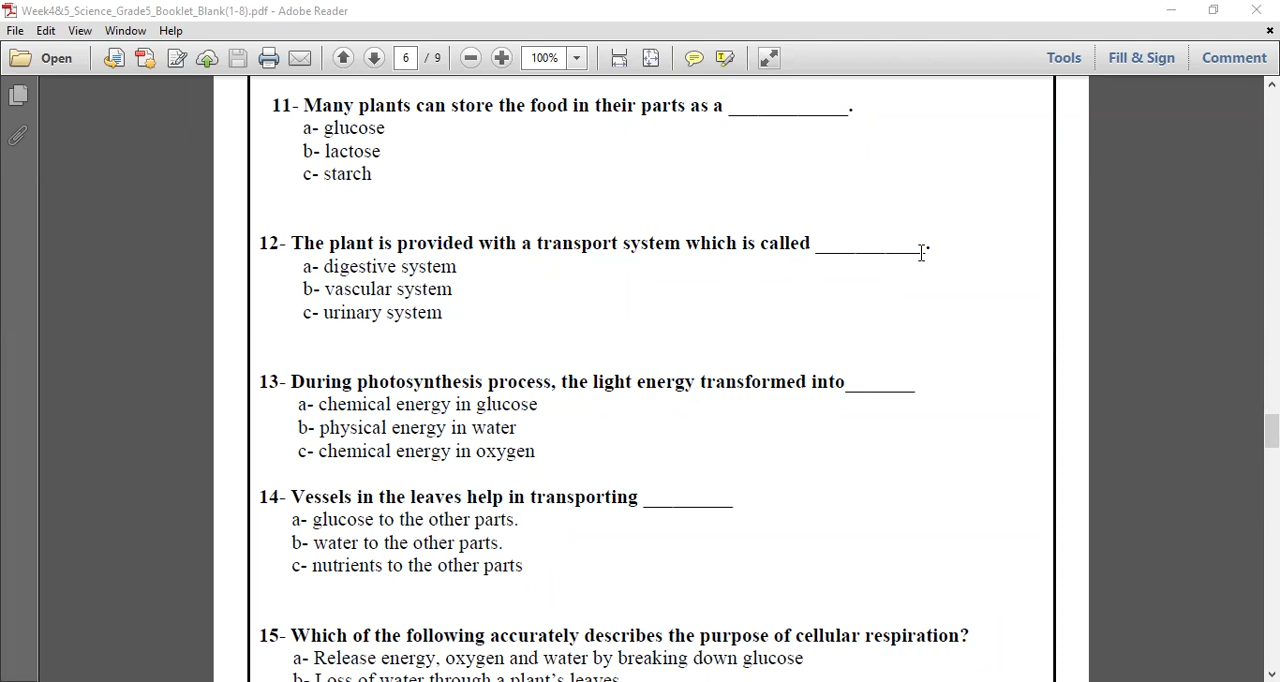 Week4&5_Science_Grade5_Booklet_Blank(1-8).pdf - Adobe Reader
File Edit View Window Help
Open 6 / 9 100% Tools Fill & Sign Comment
11- Many plants can store the food in their parts as a ____________.
a- glucose
b- lactose
c- starch
12- The plant is provided with a transport system which is called ___________.
a- digestive system
b- vascular system
c- urinary system
13- During photosynthesis process, the light energy transformed into_______
a- chemical energy in glucose
b- physical energy in water
c- chemical energy in oxygen
14- Vessels in the leaves help in transporting _________
a- glucose to the other parts.
b- water to the other parts.
c- nutrients to the other parts
15- Which of the following accurately describes the purpose of cellular respiration?
a- Release energy, oxygen and water by breaking down glucose
b- Loss of water through a plant's leaves